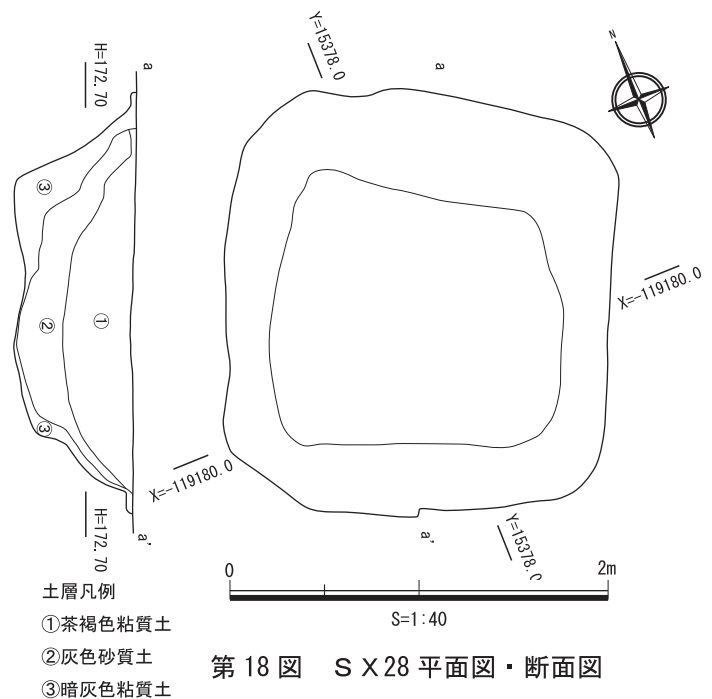 Y=15378.0
N
H=172.70
a
a
③
X=-119180.0
②
①
③
X=-119180.0
H=172.70
a'
a'
Y=15378.0
0
2m
S=1:40
土層凡例
①茶褐色粘質土
②灰色砂質土
③暗灰色粘質土
第18図 SX28平面図・断面図